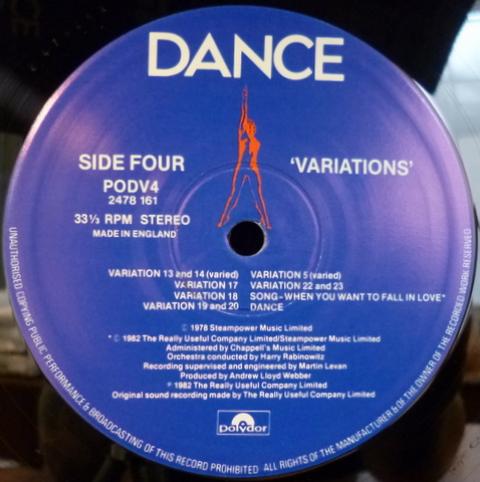 DANCE
SIDE FOUR
'VARIATIONS'
PODV4
2478 161
33⅓ RPM STEREO
MADE IN ENGLAND
VARIATION 13 and 14 (varied)
VARIATION 17
VARIATION 18
VARIATION 19 and 20
VARIATION 5 (varied)
VARIATION 22 and 23
SONG–WHEN YOU WANT TO FALL IN LOVE*
DANCE
© 1978 Steampower Music Limited
* © 1982 The Really Useful Company Limited/Steampower Music Limited
Administered by Chappell's Music Limited
Orchestra conducted by Harry Rabinowitz
Recording supervised and engineered by Martin Levan
Produced by Andrew Lloyd Webber
℗ 1982 The Really Useful Company Limited
Original sound recording made by The Really Useful Company Limited
polydor
UNAUTHORISED COPYING PUBLIC PERFORMANCE & BROADCASTING OF THIS RECORD PROHIBITED ALL RIGHTS OF THE MANUFACTURER & OF THE OWNER OF THE RECORDED WORK RESERVED